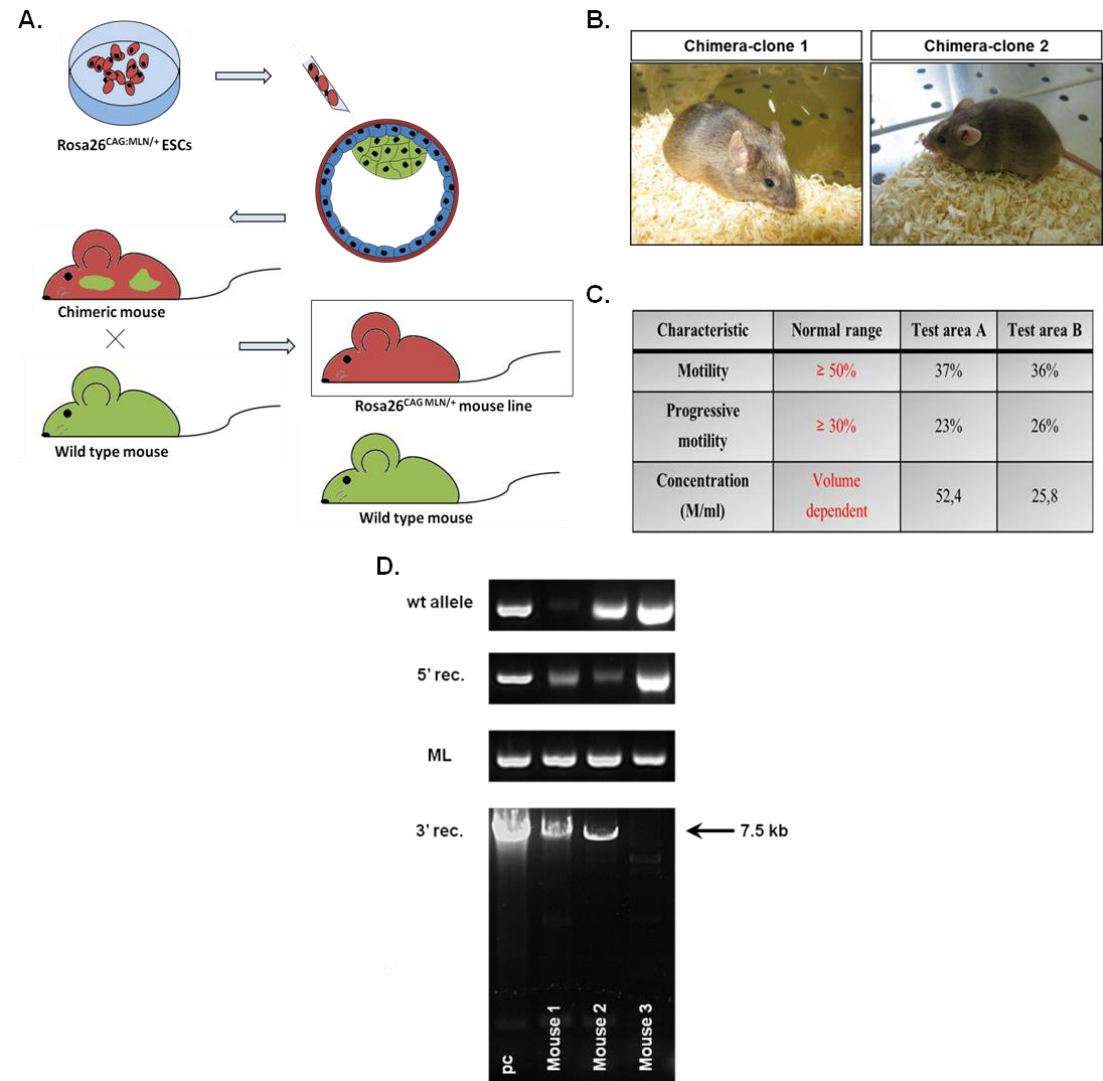 A.
Rosa26CAG:MLN/+ ESCs
Chimeric mouse
Wild type mouse
Rosa26CAG MLN/+ mouse line
Wild type mouse
B.
Chimera-clone 1
Chimera-clone 2
C.
Characteristic Normal range Test area A Test area B
Motility ≥ 50% 37% 36%
Progressive motility ≥ 30% 23% 26%
Concentration (M/ml) Volume dependent 52,4 25,8
D.
wt allele
5' rec.
ML
3' rec.
7.5 kb
pc
Mouse 1
Mouse 2
Mouse 3